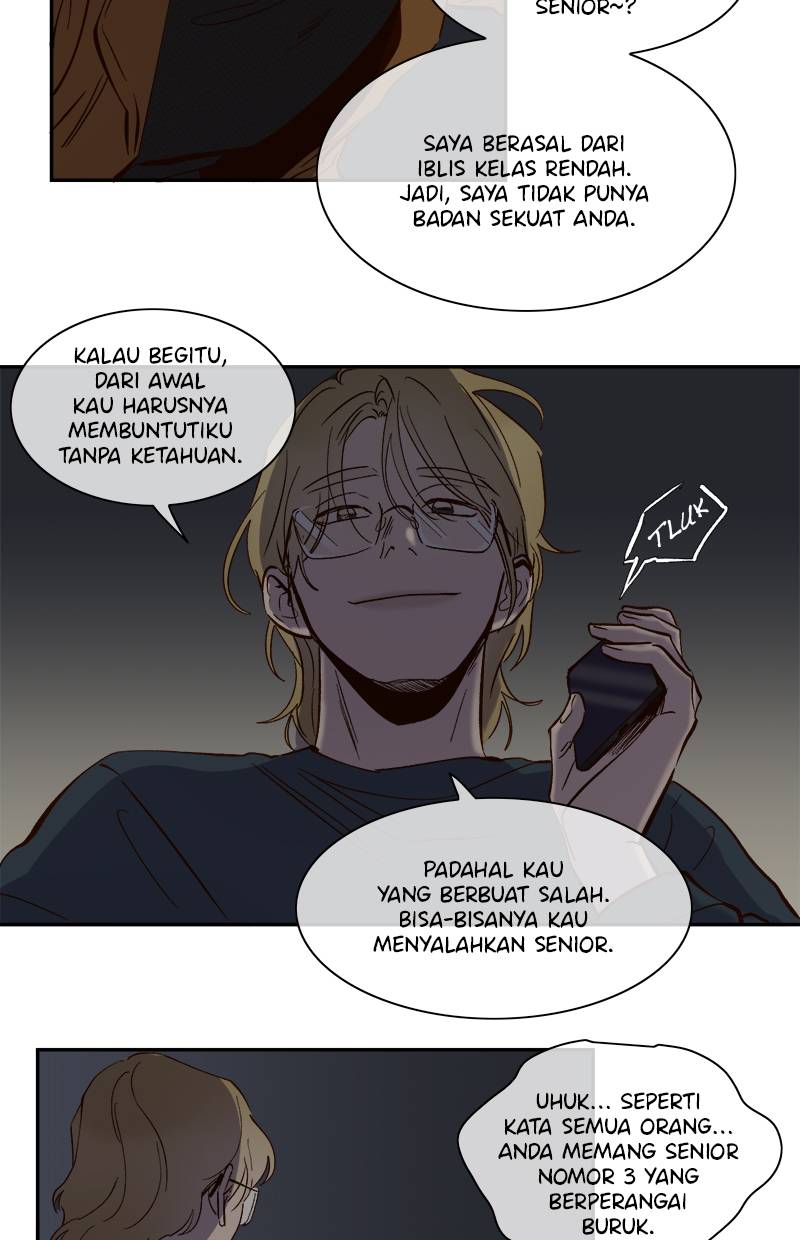 SENIOR~?
SAYA BERASAL DARI
IBLIS KELAS RENDAH.
JADI, SAYA TIDAK PUNYA
BADAN SEKUAT ANDA.
KALAU BEGITU,
DARI AWAL
KAU HARUSNYA
MEMBUNTUTIKU
TANPA KETAHUAN.
TLUK
PADAHAL KAU
YANG BERBUAT SALAH.
BISA-BISANYA KAU
MENYALAHKAN SENIOR.
UHUK... SEPERTI
KATA SEMUA ORANG...
ANDA MEMANG SENIOR
NOMOR 3 YANG
BERPERANGAI
BURUK.